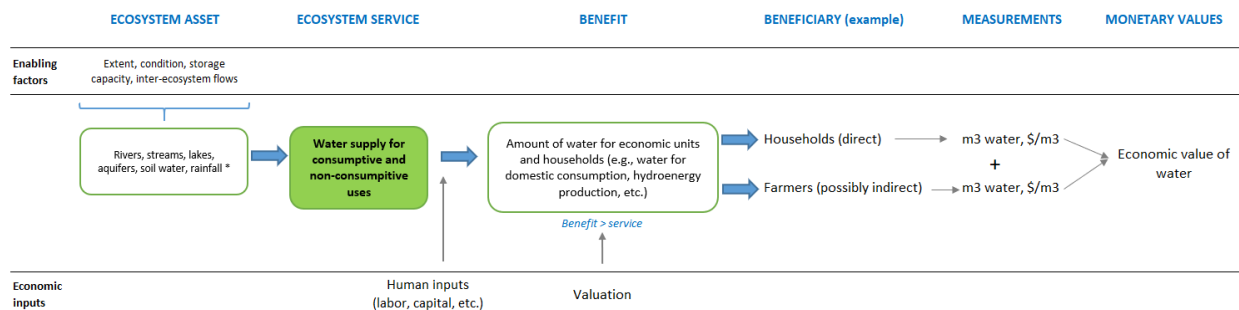 ECOSYSTEM ASSET
ECOSYSTEM SERVICE
BENEFIT
BENEFICIARY (example)
MEASUREMENTS
MONETARY VALUES
Enabling
factors
Extent, condition, storage
capacity, inter-ecosystem flows
Rivers, streams, lakes,
aquifers, soil water, rainfall *
Water supply for
consumptive and
non-consumpitive
uses
Amount of water for economic units
and households (e.g., water for
domestic consumption, hydroenergy
production, etc.)
Benefit > service
Households (direct)
m3 water, $/m3
+
Farmers (possibly indirect)
m3 water, $/m3
Economic value of
water
Economic
inputs
Human inputs
(labor, capital, etc.)
Valuation